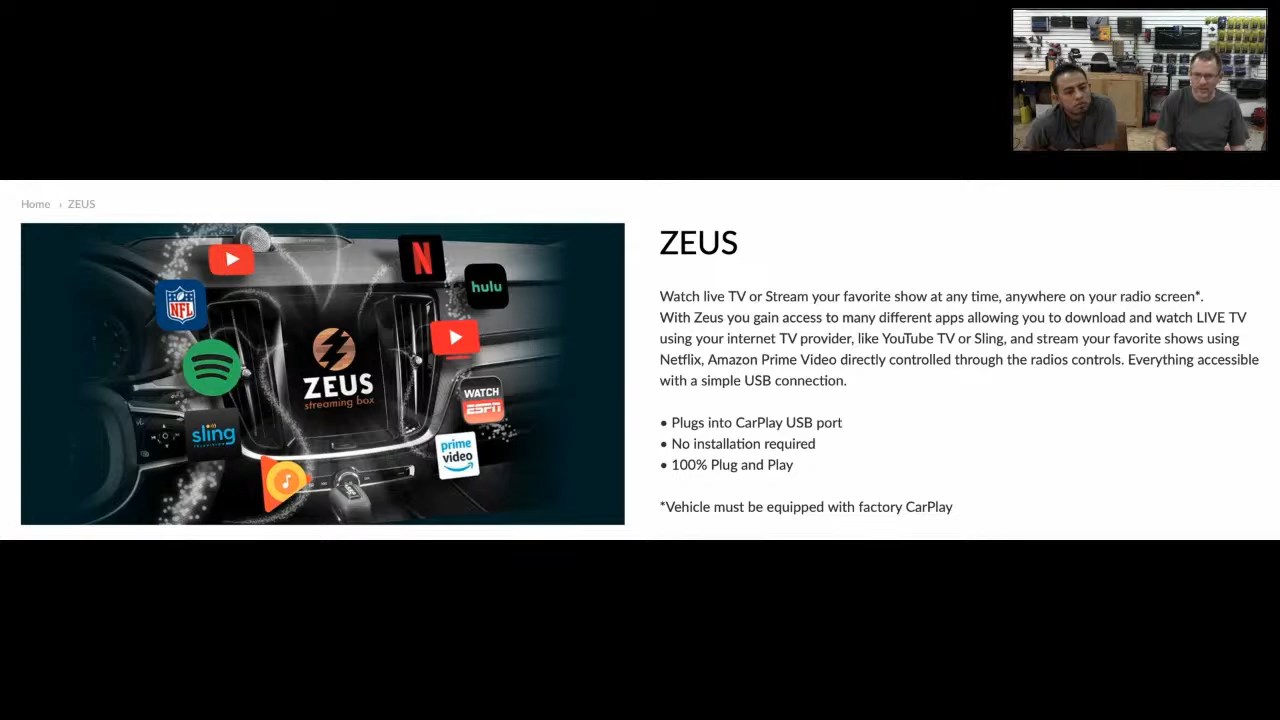 Home › ZEUS
ZEUS
Watch live TV or Stream your favorite show at any time, anywhere on your radio screen*.
With Zeus you gain access to many different apps allowing you to download and watch LIVE TV
using your internet TV provider, like YouTube TV or Sling, and stream your favorite shows using
Netflix, Amazon Prime Video directly controlled through the radios controls. Everything accessible
with a simple USB connection.
• Plugs into CarPlay USB port
• No installation required
• 100% Plug and Play
*Vehicle must be equipped with factory CarPlay
N
hulu
NFL
ZEUS
streaming box
WATCH
ESPN
sling
TELEVISION
prime
video